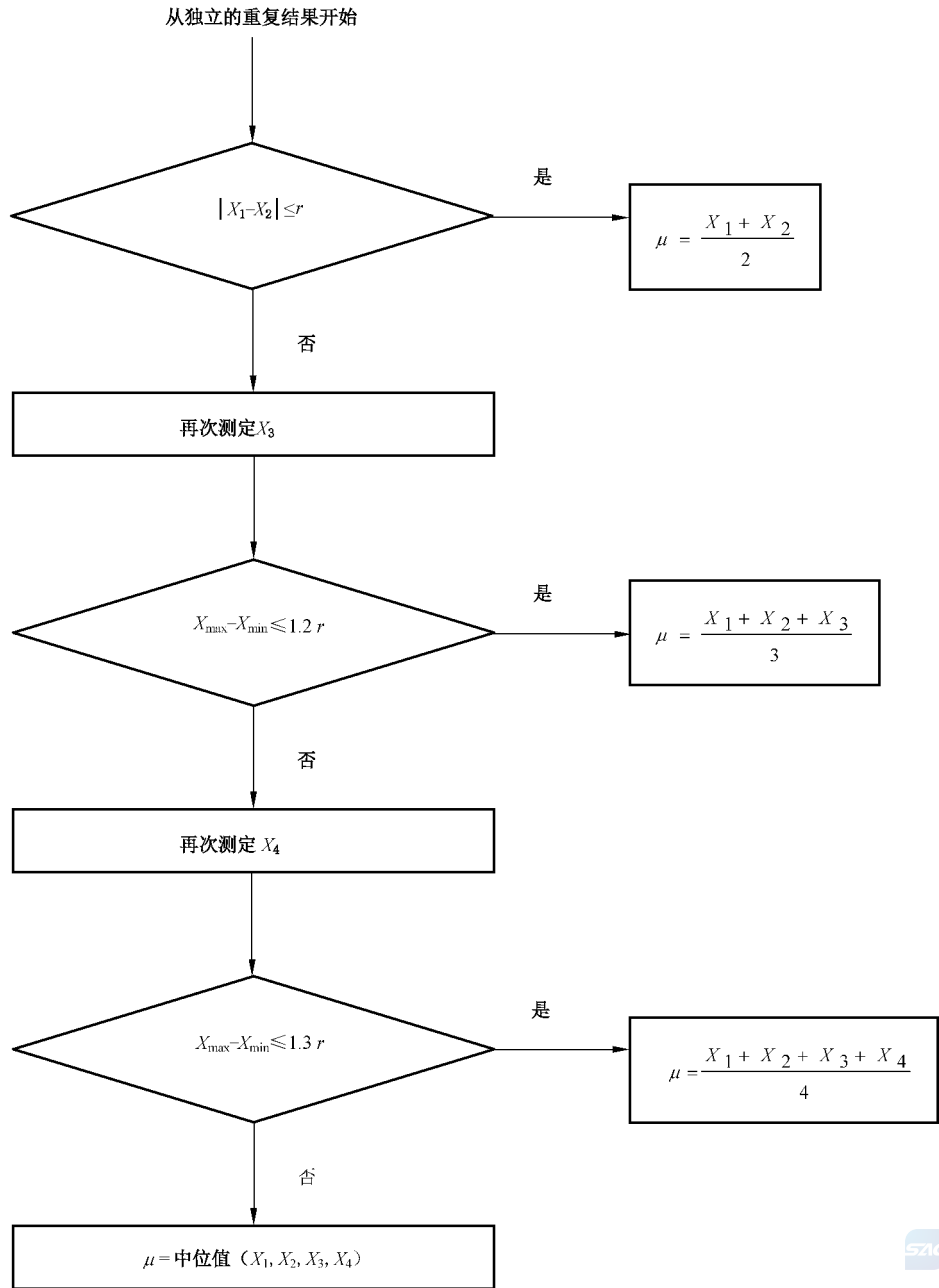 从独立的重复结果开始
|X₁–X₂|≤r
是
μ = (X₁ + X₂)/2
否
再次测定X₃
Xmax–Xmin≤1.2 r
是
μ = (X₁ + X₂ + X₃)/3
否
再次测定 X₄
Xmax–Xmin≤1.3 r
是
μ = (X₁ + X₂ + X₃ + X₄)/4
否
μ = 中位值（X₁, X₂, X₃, X₄）